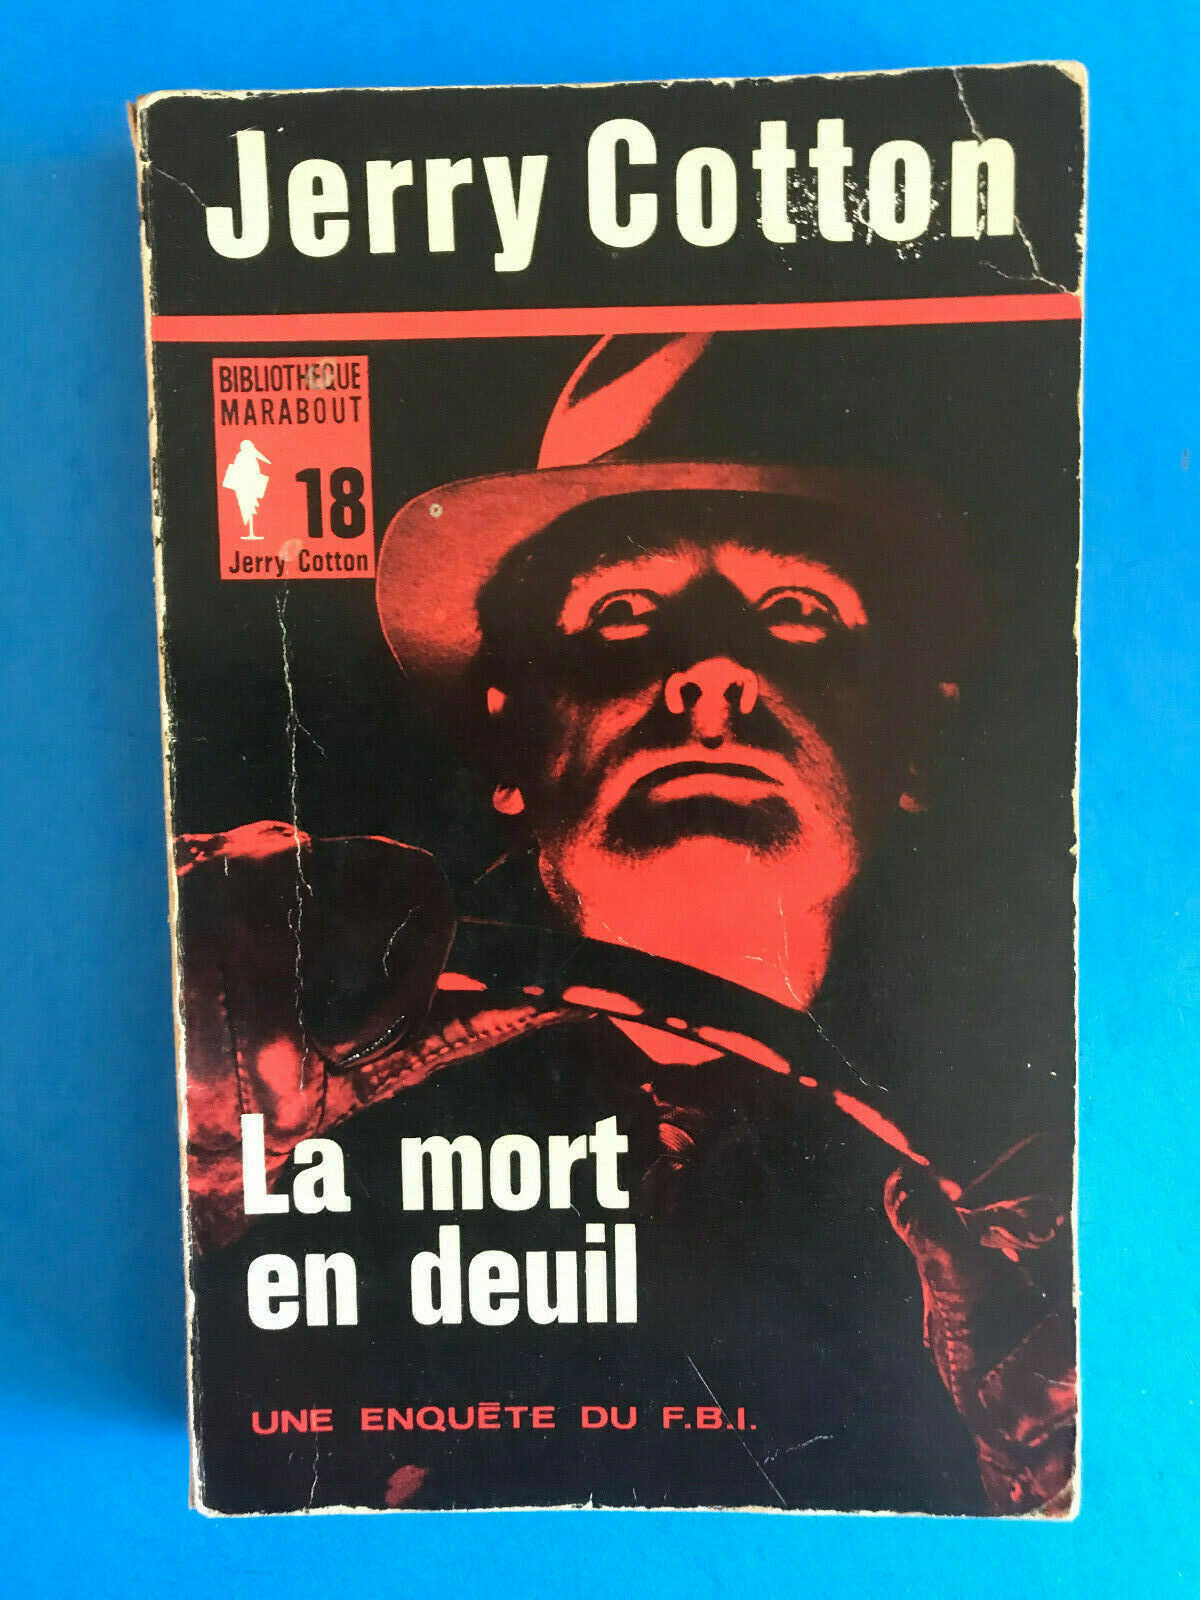 Jerry Cotton
BIBLIOTHEQUE
MARABOUT
18
Jerry Cotton
La mort
en deuil
UNE ENQUÊTE DU F.B.I.